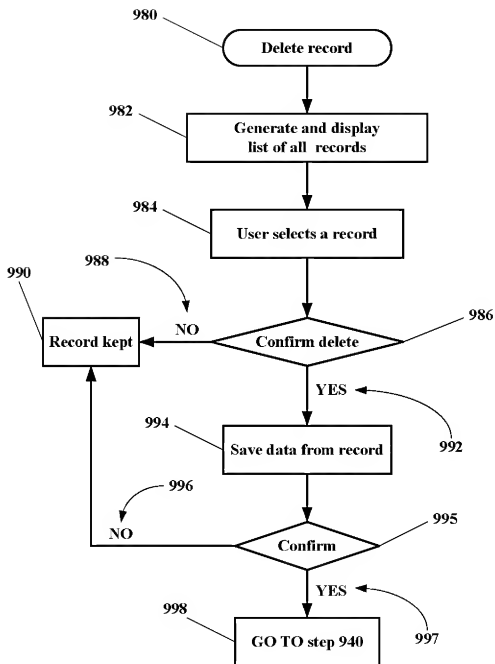 980
Delete record
982
Generate and display
list of all records
984
User selects a record
988
990
NO
986
Record kept
Confirm delete
YES
992
994
Save data from record
996
995
NO
Confirm
YES
997
998
GO TO step 940